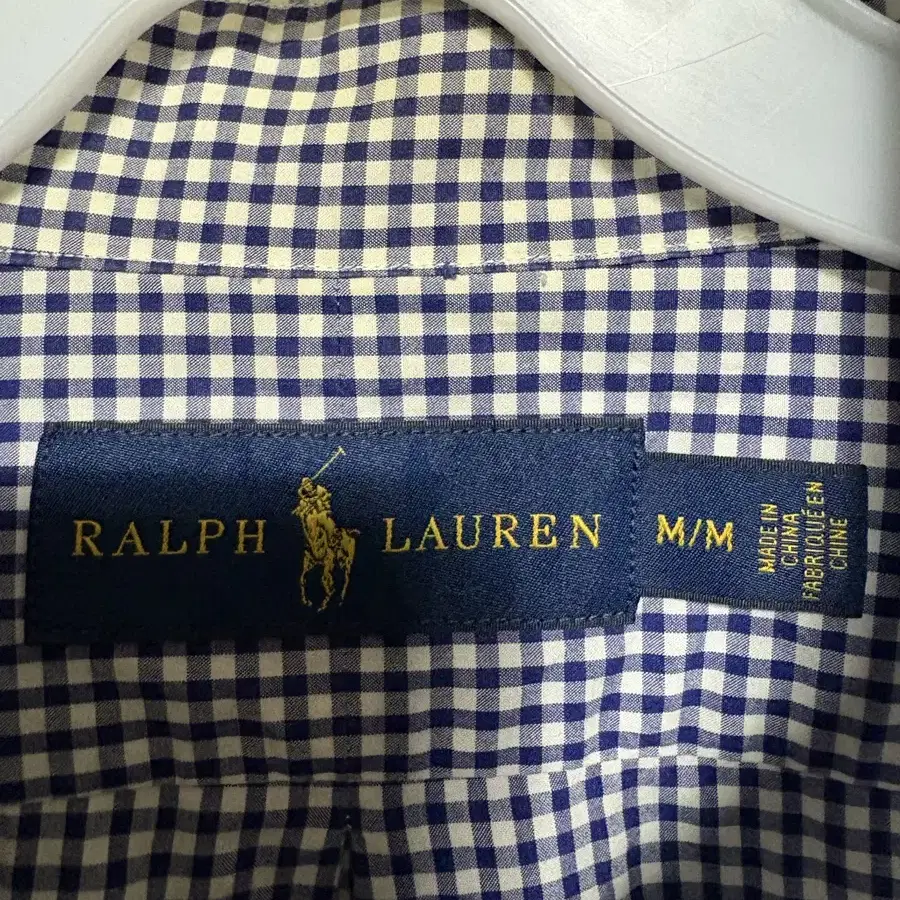 RALPH LAUREN
M/M
MADE IN
CHINA
FABRIQUÉ EN
CHINE